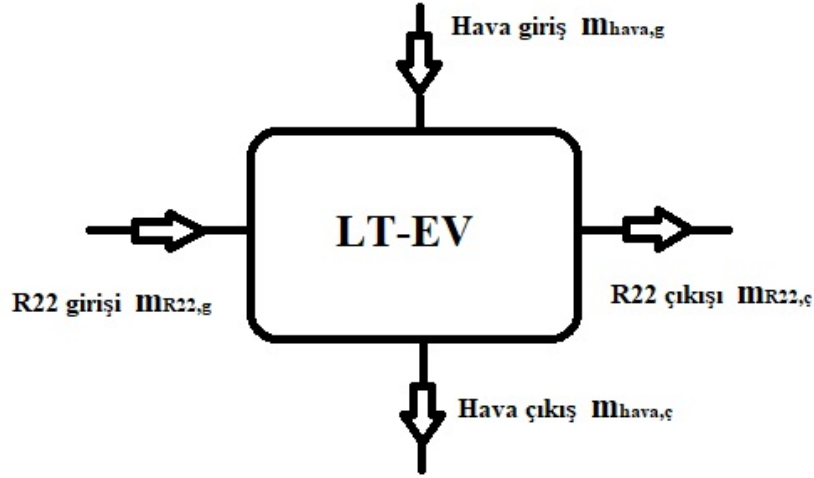 Hava giriş mhava,g
LT-EV
R22 girişi mR22,g
R22 çıkışı mR22,ç
Hava çıkış mhava,ç